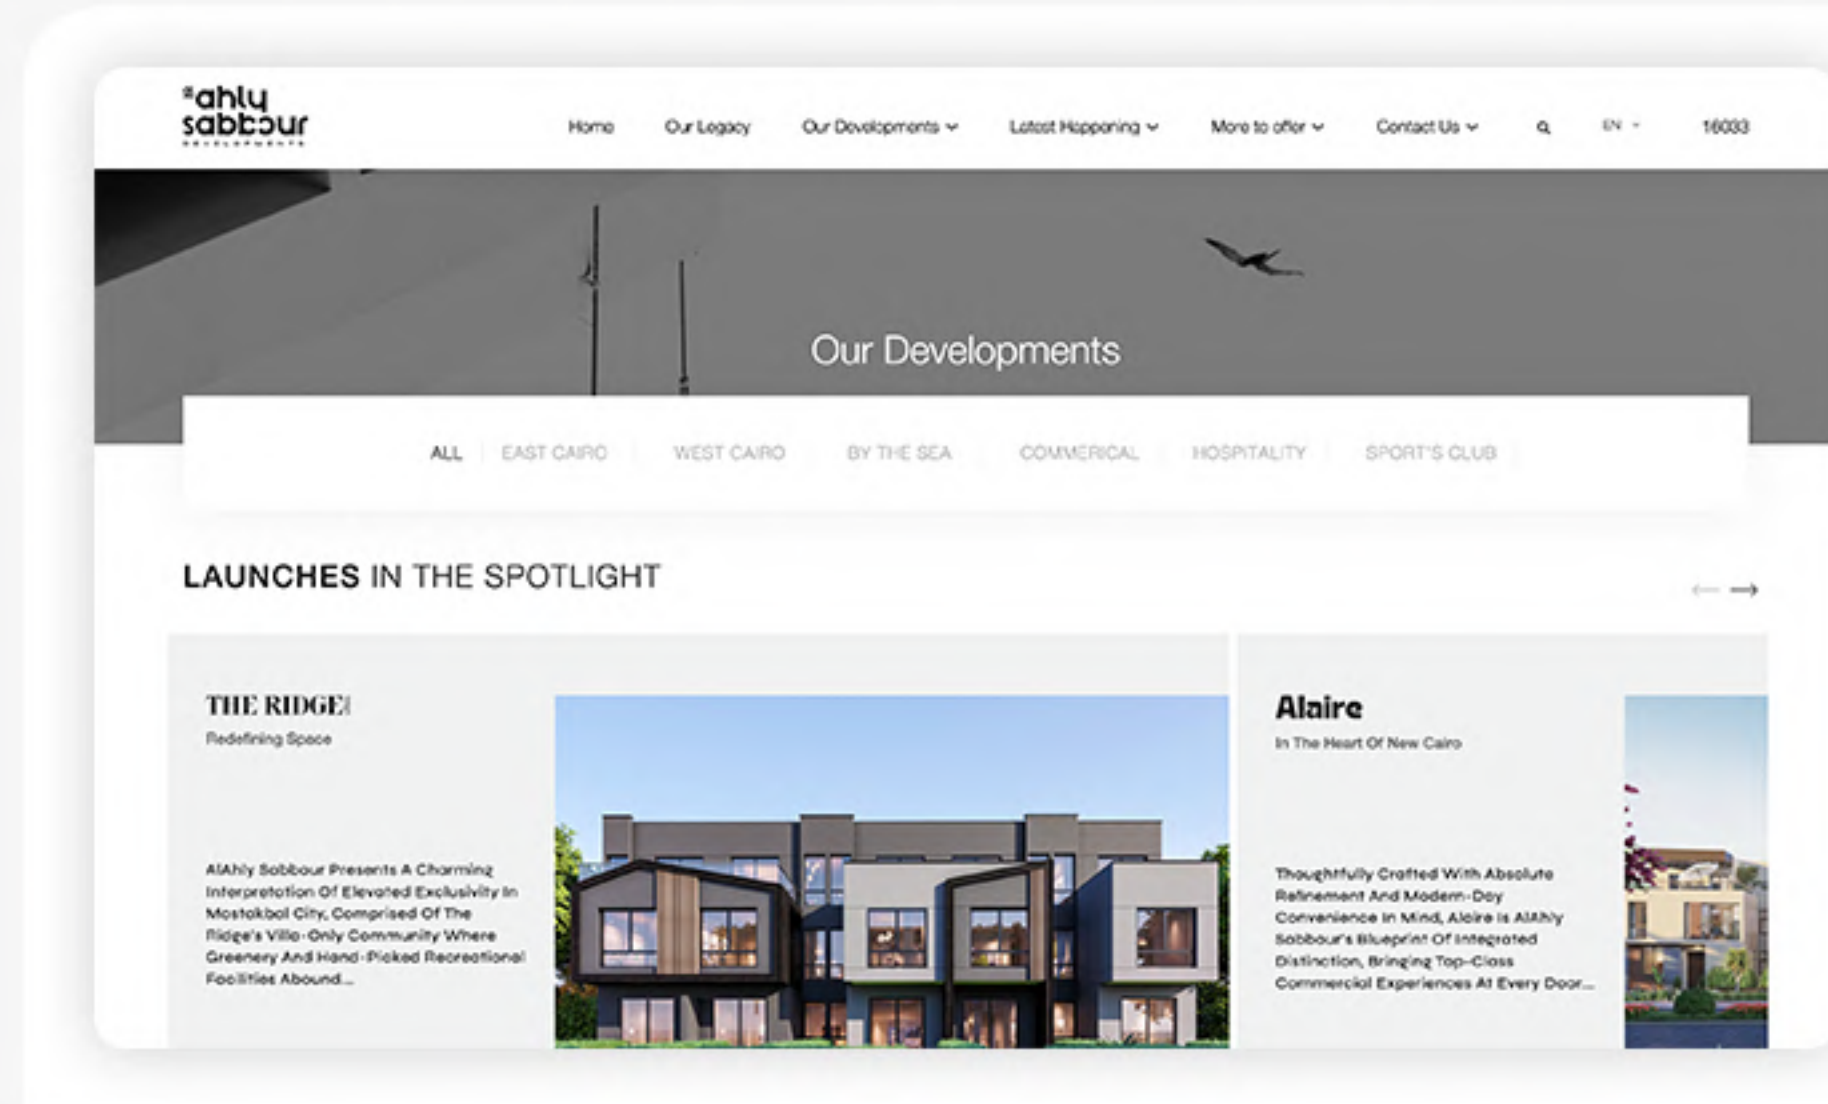 al ahly
sabbour
DEVELOPMENTS
Home Our Legacy Our Developments Latest Happening More to offer Contact Us EN 16033
Our Developments
ALL EAST CAIRO WEST CAIRO BY THE SEA COMMERICAL HOSPITALITY SPORT'S CLUB
LAUNCHES IN THE SPOTLIGHT
THE RIDGE
Redefining Space
AlAhly Sabbour Presents A Charming
Interpretation Of Elevated Exclusivity In
Mostakbal City, Comprised Of The
Ridge's Villa-Only Community Where
Greenery And Hand-Picked Recreational
Facilities Abound...
Alaire
In The Heart Of New Cairo
Thoughtfully Crafted With Absolute
Refinement And Modern-Day
Convenience In Mind, Alaire Is AlAhly
Sabbour's Blueprint Of Integrated
Distinction, Bringing Top-Class
Commercial Experiences At Every Door...